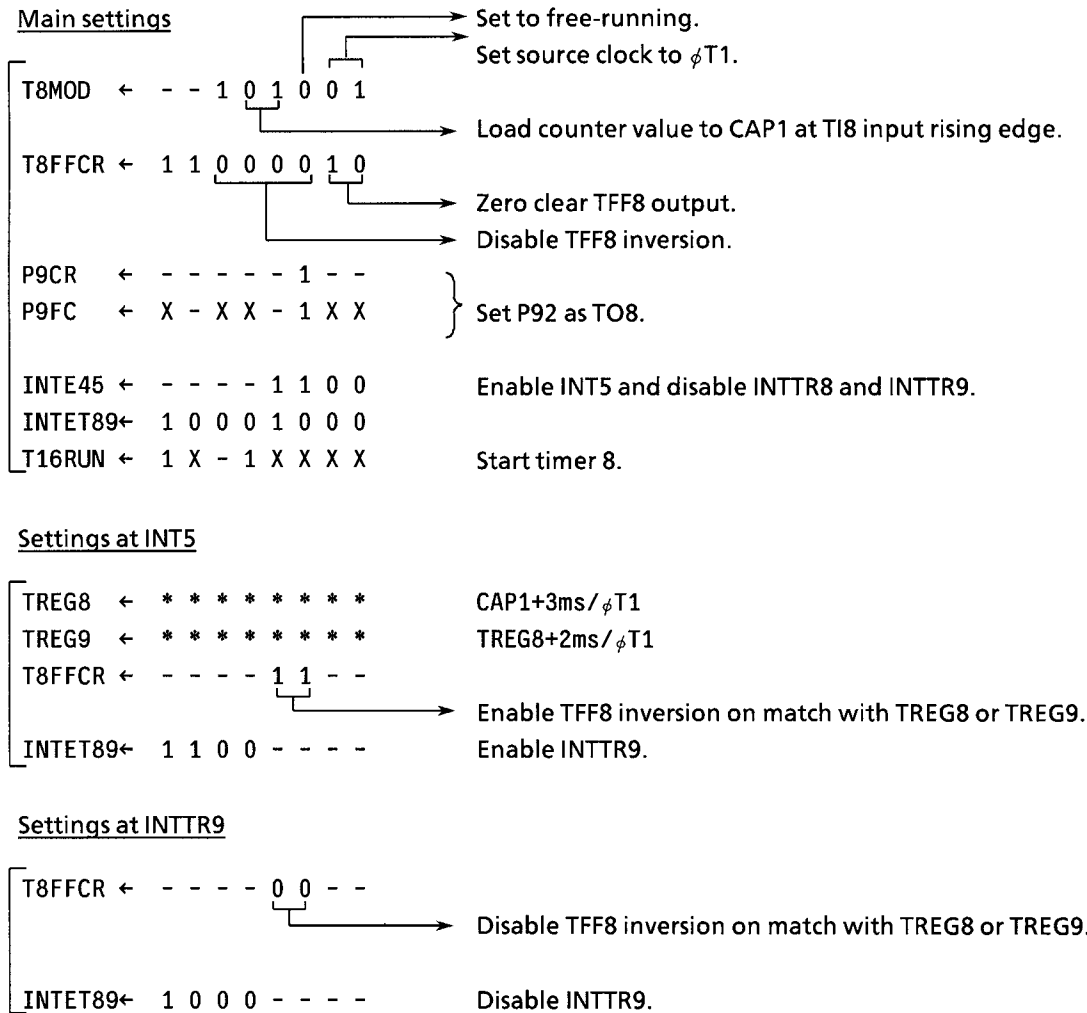 Main settings
Set to free-running.
Set source clock to φT1.
T8MOD ← - - 1 0 1 0 0 1
Load counter value to CAP1 at TI8 input rising edge.
T8FFCR ← 1 1 0 0 0 0 1 0
Zero clear TFF8 output.
Disable TFF8 inversion.
P9CR ← - - - - - 1 - -
P9FC ← X - X X - 1 X X
Set P92 as TO8.
INTE45 ← - - - - 1 1 0 0 Enable INT5 and disable INTTR8 and INTTR9.
INTET89← 1 0 0 0 1 0 0 0
T16RUN ← 1 X - 1 X X X X Start timer 8.
Settings at INT5
TREG8 ← * * * * * * * * CAP1+3ms/φT1
TREG9 ← * * * * * * * * TREG8+2ms/φT1
T8FFCR ← - - - - 1 1 - -
Enable TFF8 inversion on match with TREG8 or TREG9.
INTET89← 1 1 0 0 - - - - Enable INTTR9.
Settings at INTTR9
T8FFCR ← - - - - 0 0 - -
Disable TFF8 inversion on match with TREG8 or TREG9.
INTET89← 1 0 0 0 - - - - Disable INTTR9.